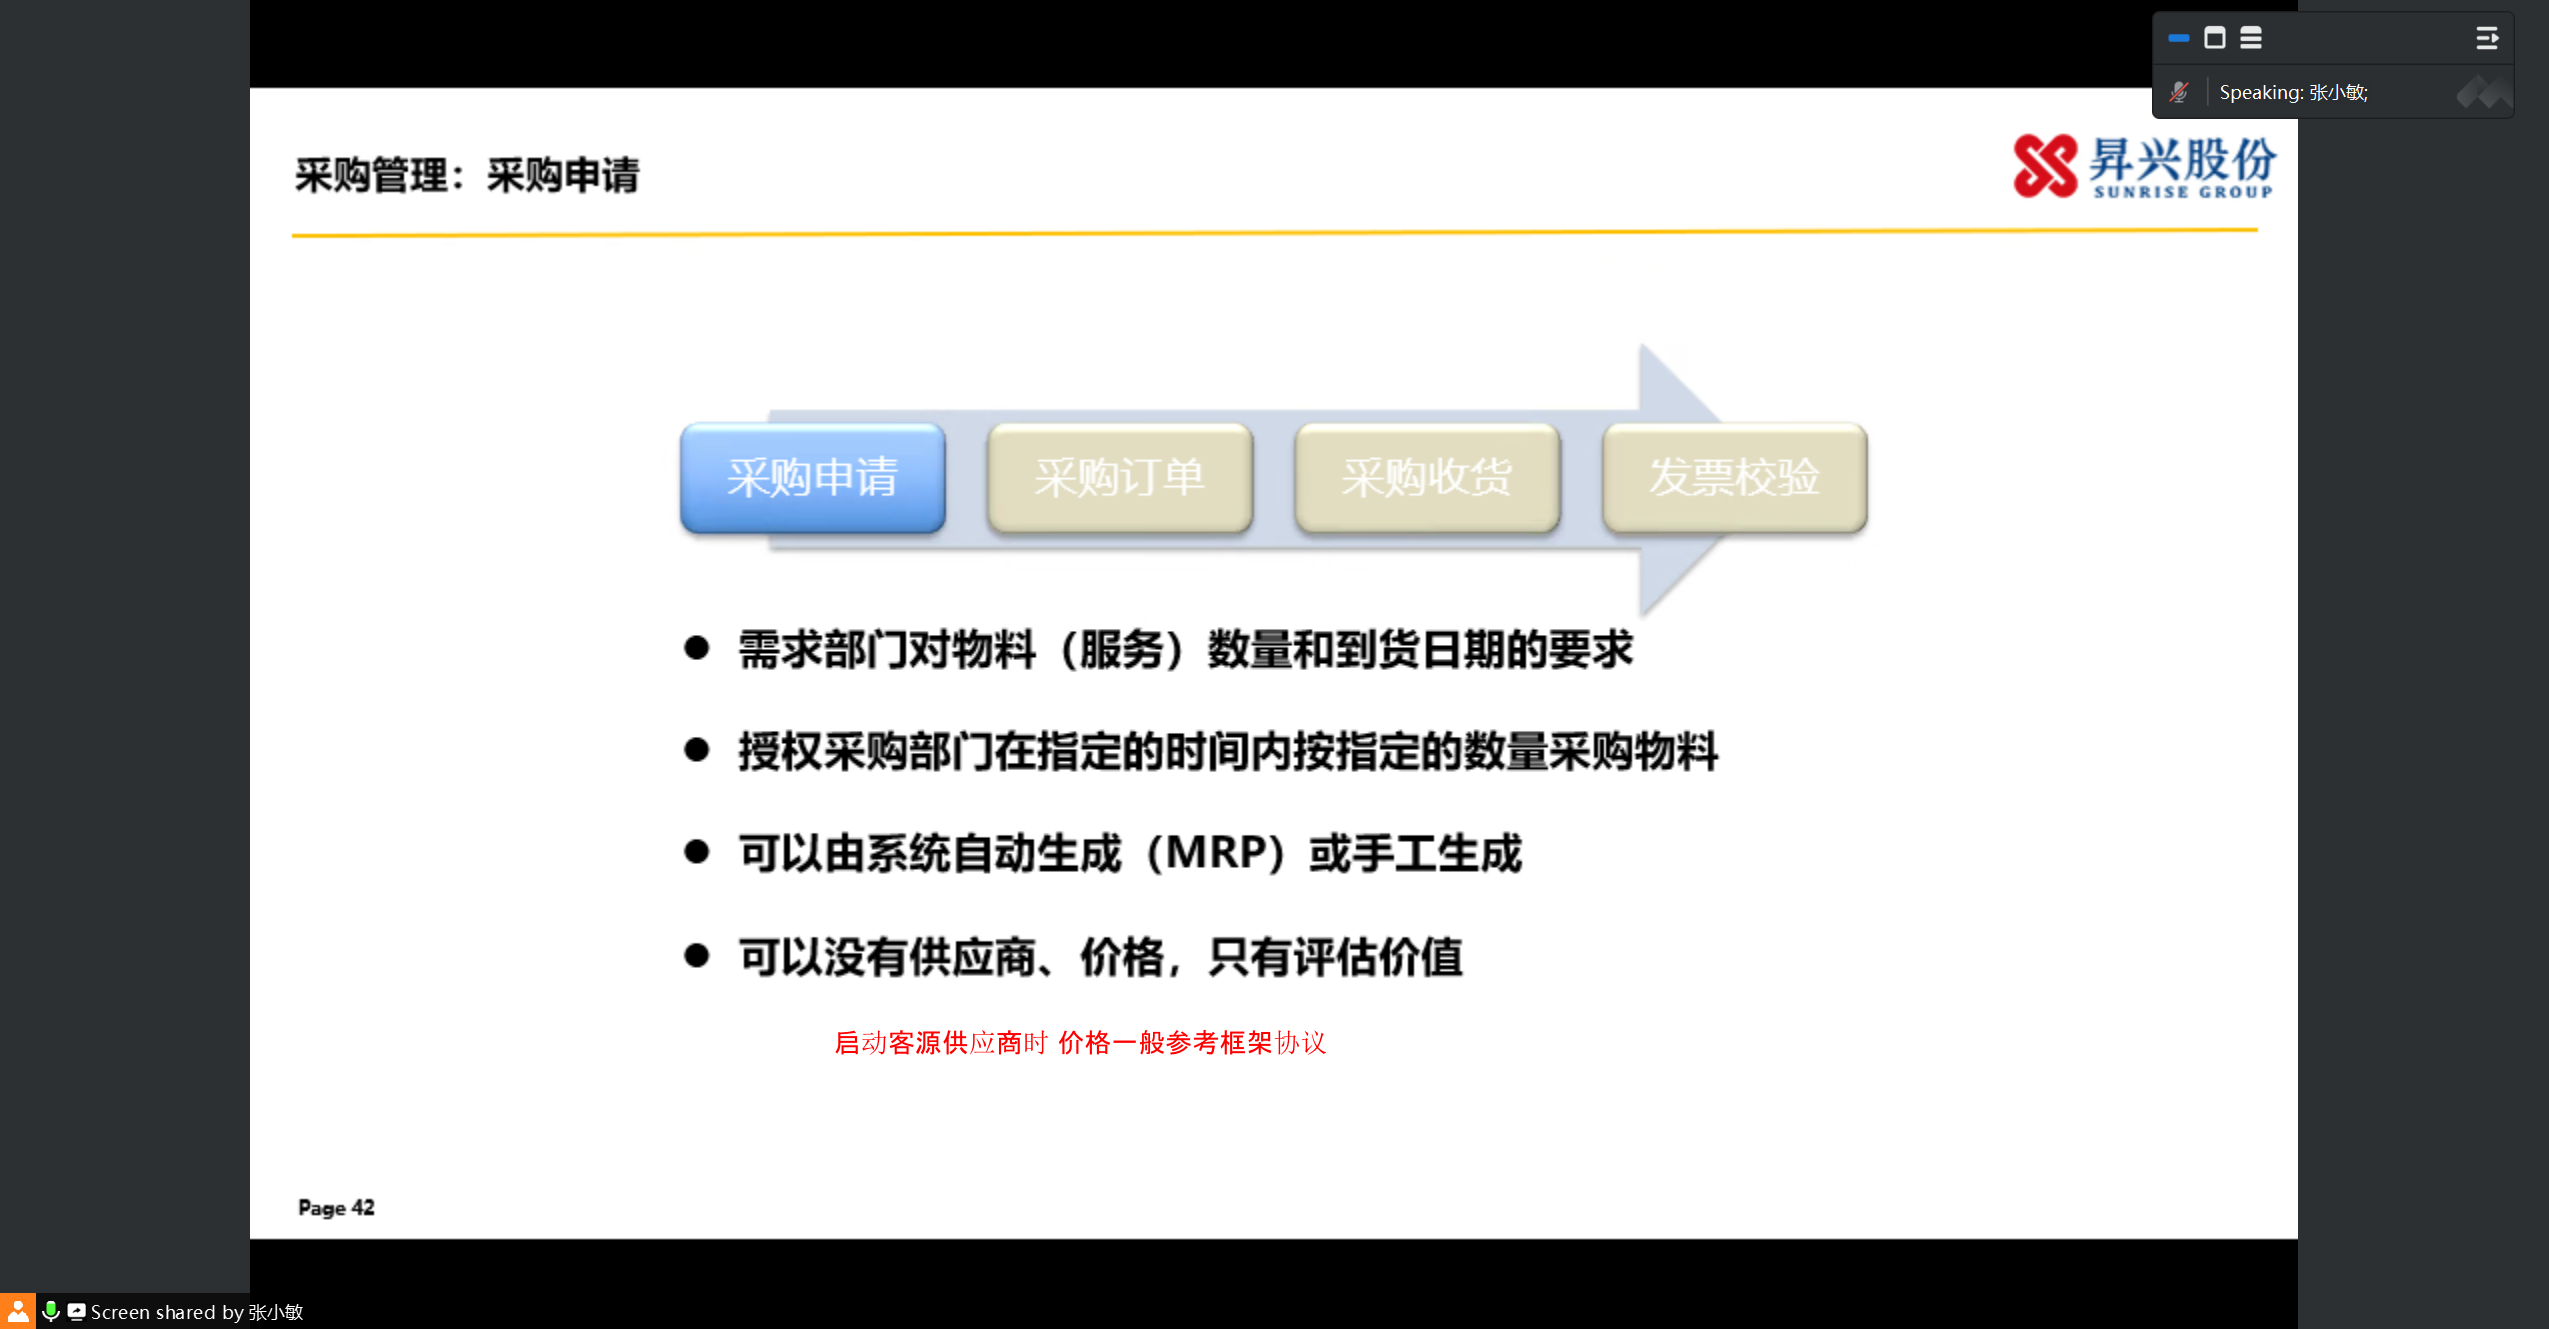 Speaking: 张小敏;
采购管理：采购申请
昇兴股份
SUNRISE GROUP
采购申请
采购订单
采购收货
发票校验
● 需求部门对物料（服务）数量和到货日期的要求
● 授权采购部门在指定的时间内按指定的数量采购物料
● 可以由系统自动生成（MRP）或手工生成
● 可以没有供应商、价格，只有评估价值
启动客源供应商时 价格一般参考框架协议
Page 42
Screen shared by 张小敏